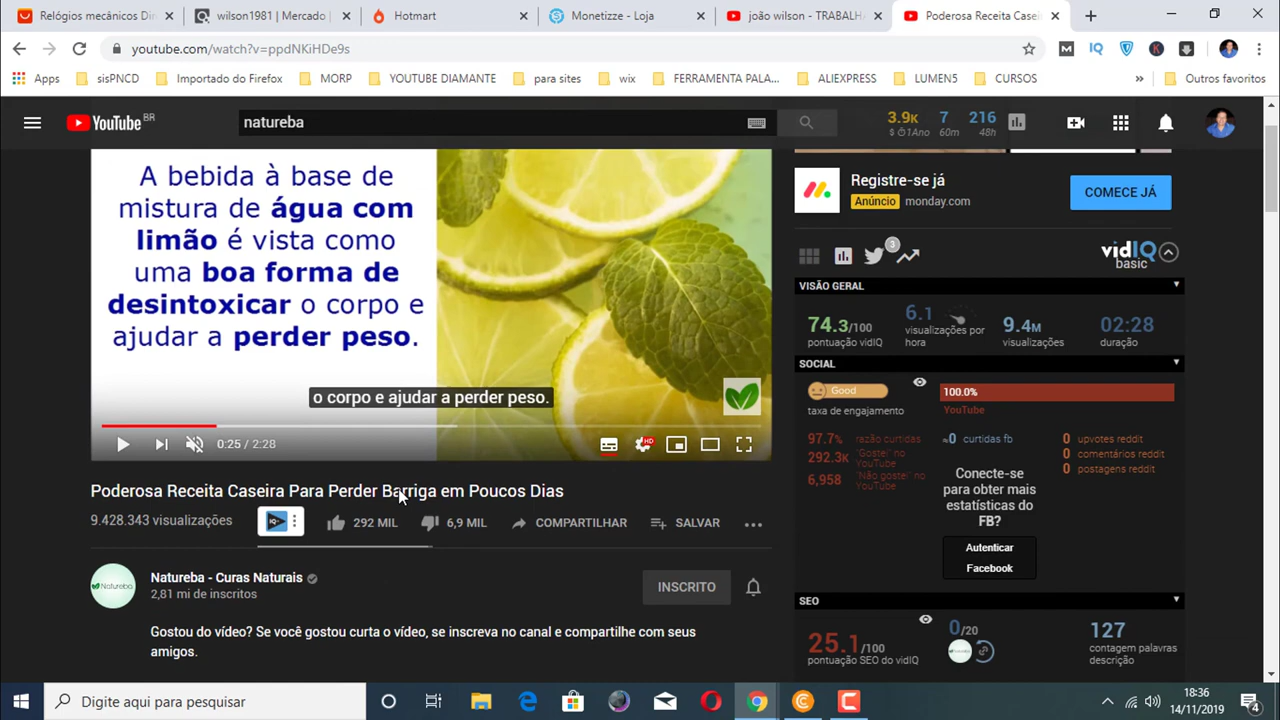 Relógios mecânicos Din
wilson1981 | Mercado
Hotmart
Monetizze - Loja
joão wilson - TRABALHA
Poderosa Receita Casei
youtube.com/watch?v=ppdNKiHDe9s
Apps
sisPNCD
Importado do Firefox
MORP
YOUTUBE DIAMANTE
para sites
wix
FERRAMENTA PALA...
ALIEXPRESS
LUMEN5
CURSOS
»
Outros favoritos
YouTube BR
natureba
3.9K 7 216
$ 1Ano 60m 48h
A bebida à base de
mistura de água com
limão é vista como
uma boa forma de
desintoxicar o corpo e
ajudar a perder peso.
o corpo e ajudar a perder peso.
0:25 / 2:28
HD
Poderosa Receita Caseira Para Perder Barriga em Poucos Dias
9.428.343 visualizações
292 MIL
6,9 MIL
COMPARTILHAR
SALVAR
Natureba
Natureba - Curas Naturais
2,81 mi de inscritos
INSCRITO
Gostou do vídeo? Se você gostou curta o vídeo, se inscreva no canal e compartilhe com seus
amigos.
Registre-se já
Anúncio monday.com
COMECE JÁ
3
vidIQ
basic
VISÃO GERAL
74.3/100
pontuação vidIQ
6.1
visualizações por
hora
9.4M
visualizações
02:28
duração
SOCIAL
Good
taxa de engajamento
100.0%
YouTube
97.7% razão curtidas
292.3K "Gostei" no
YouTube
6,958 "Não gostei" no
YouTube
0 curtidas fb
Conecte-se
para obter mais
estatísticas do
FB?
Autenticar
Facebook
0 upvotes reddit
0 comentários reddit
0 postagens reddit
SEO
25.1/100
pontuação SEO do vidIQ
0/20
127
contagem palavras
descrição
Digite aqui para pesquisar
18:36
14/11/2019
4